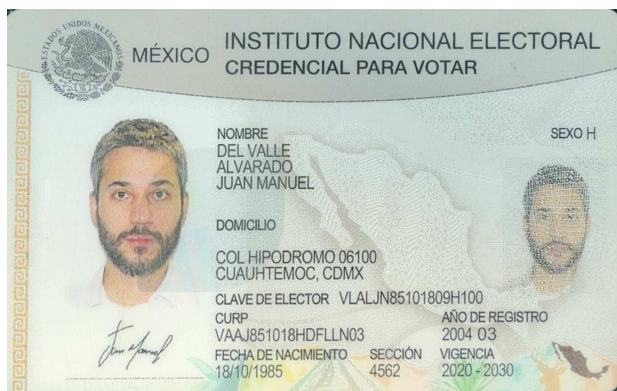 ESTADOS UNIDOS MEXICANOS
MÉXICO
INSTITUTO NACIONAL ELECTORAL
CREDENCIAL PARA VOTAR
NOMBRE
SEXO H
DEL VALLE
ALVARADO
JUAN MANUEL
DOMICILIO
COL HIPODROMO 06100
CUAUHTEMOC, CDMX
CLAVE DE ELECTOR VLALJN85101809H100
CURP
AÑO DE REGISTRO
VAAJ851018HDFLLN03
2004 03
FECHA DE NACIMIENTO SECCIÓN VIGENCIA
18/10/1985 4562 2020 - 2030